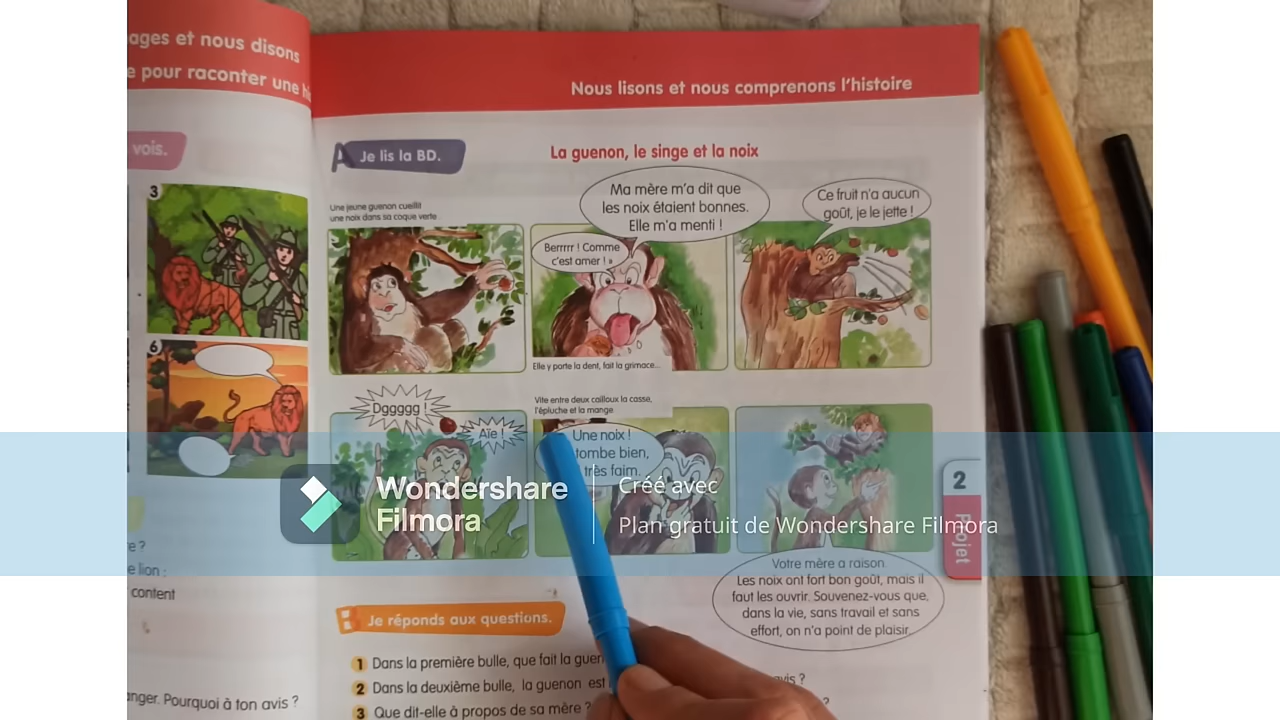 ages et nous disons
e pour raconter une
vois.
3
6
e ?
e lion :
content
anger. Pourquoi à ton avis ?
Nous lisons et nous comprenons l'histoire
Je lis la BD.
La guenon, le singe et la noix
Une jeune guenon cueillit
une noix dans sa coque verte
Ma mère m'a dit que
les noix étaient bonnes.
Elle m'a menti !
Berrrrr ! Comme
c'est amer ! »
Ce fruit n'a aucun
goût, je le jette !
Elle y porte la dent, fait la grimace...
Dggggg !
Aïe !
Vite entre deux cailloux la casse,
l'épluche et la mange
Une noix !
tombe bien,
très faim.
Votre mère a raison.
Les noix ont fort bon goût, mais il
faut les ouvrir. Souvenez-vous que,
dans la vie, sans travail et sans
effort, on n'a point de plaisir.
2
Projet
Wondershare
Filmora
Créé avec
Plan gratuit de Wondershare Filmora
Je réponds aux questions.
1 Dans la première bulle, que fait la guen
2 Dans la deuxième bulle, la guenon est
3 Que dit-elle à propos de sa mère ?
avis ?
?